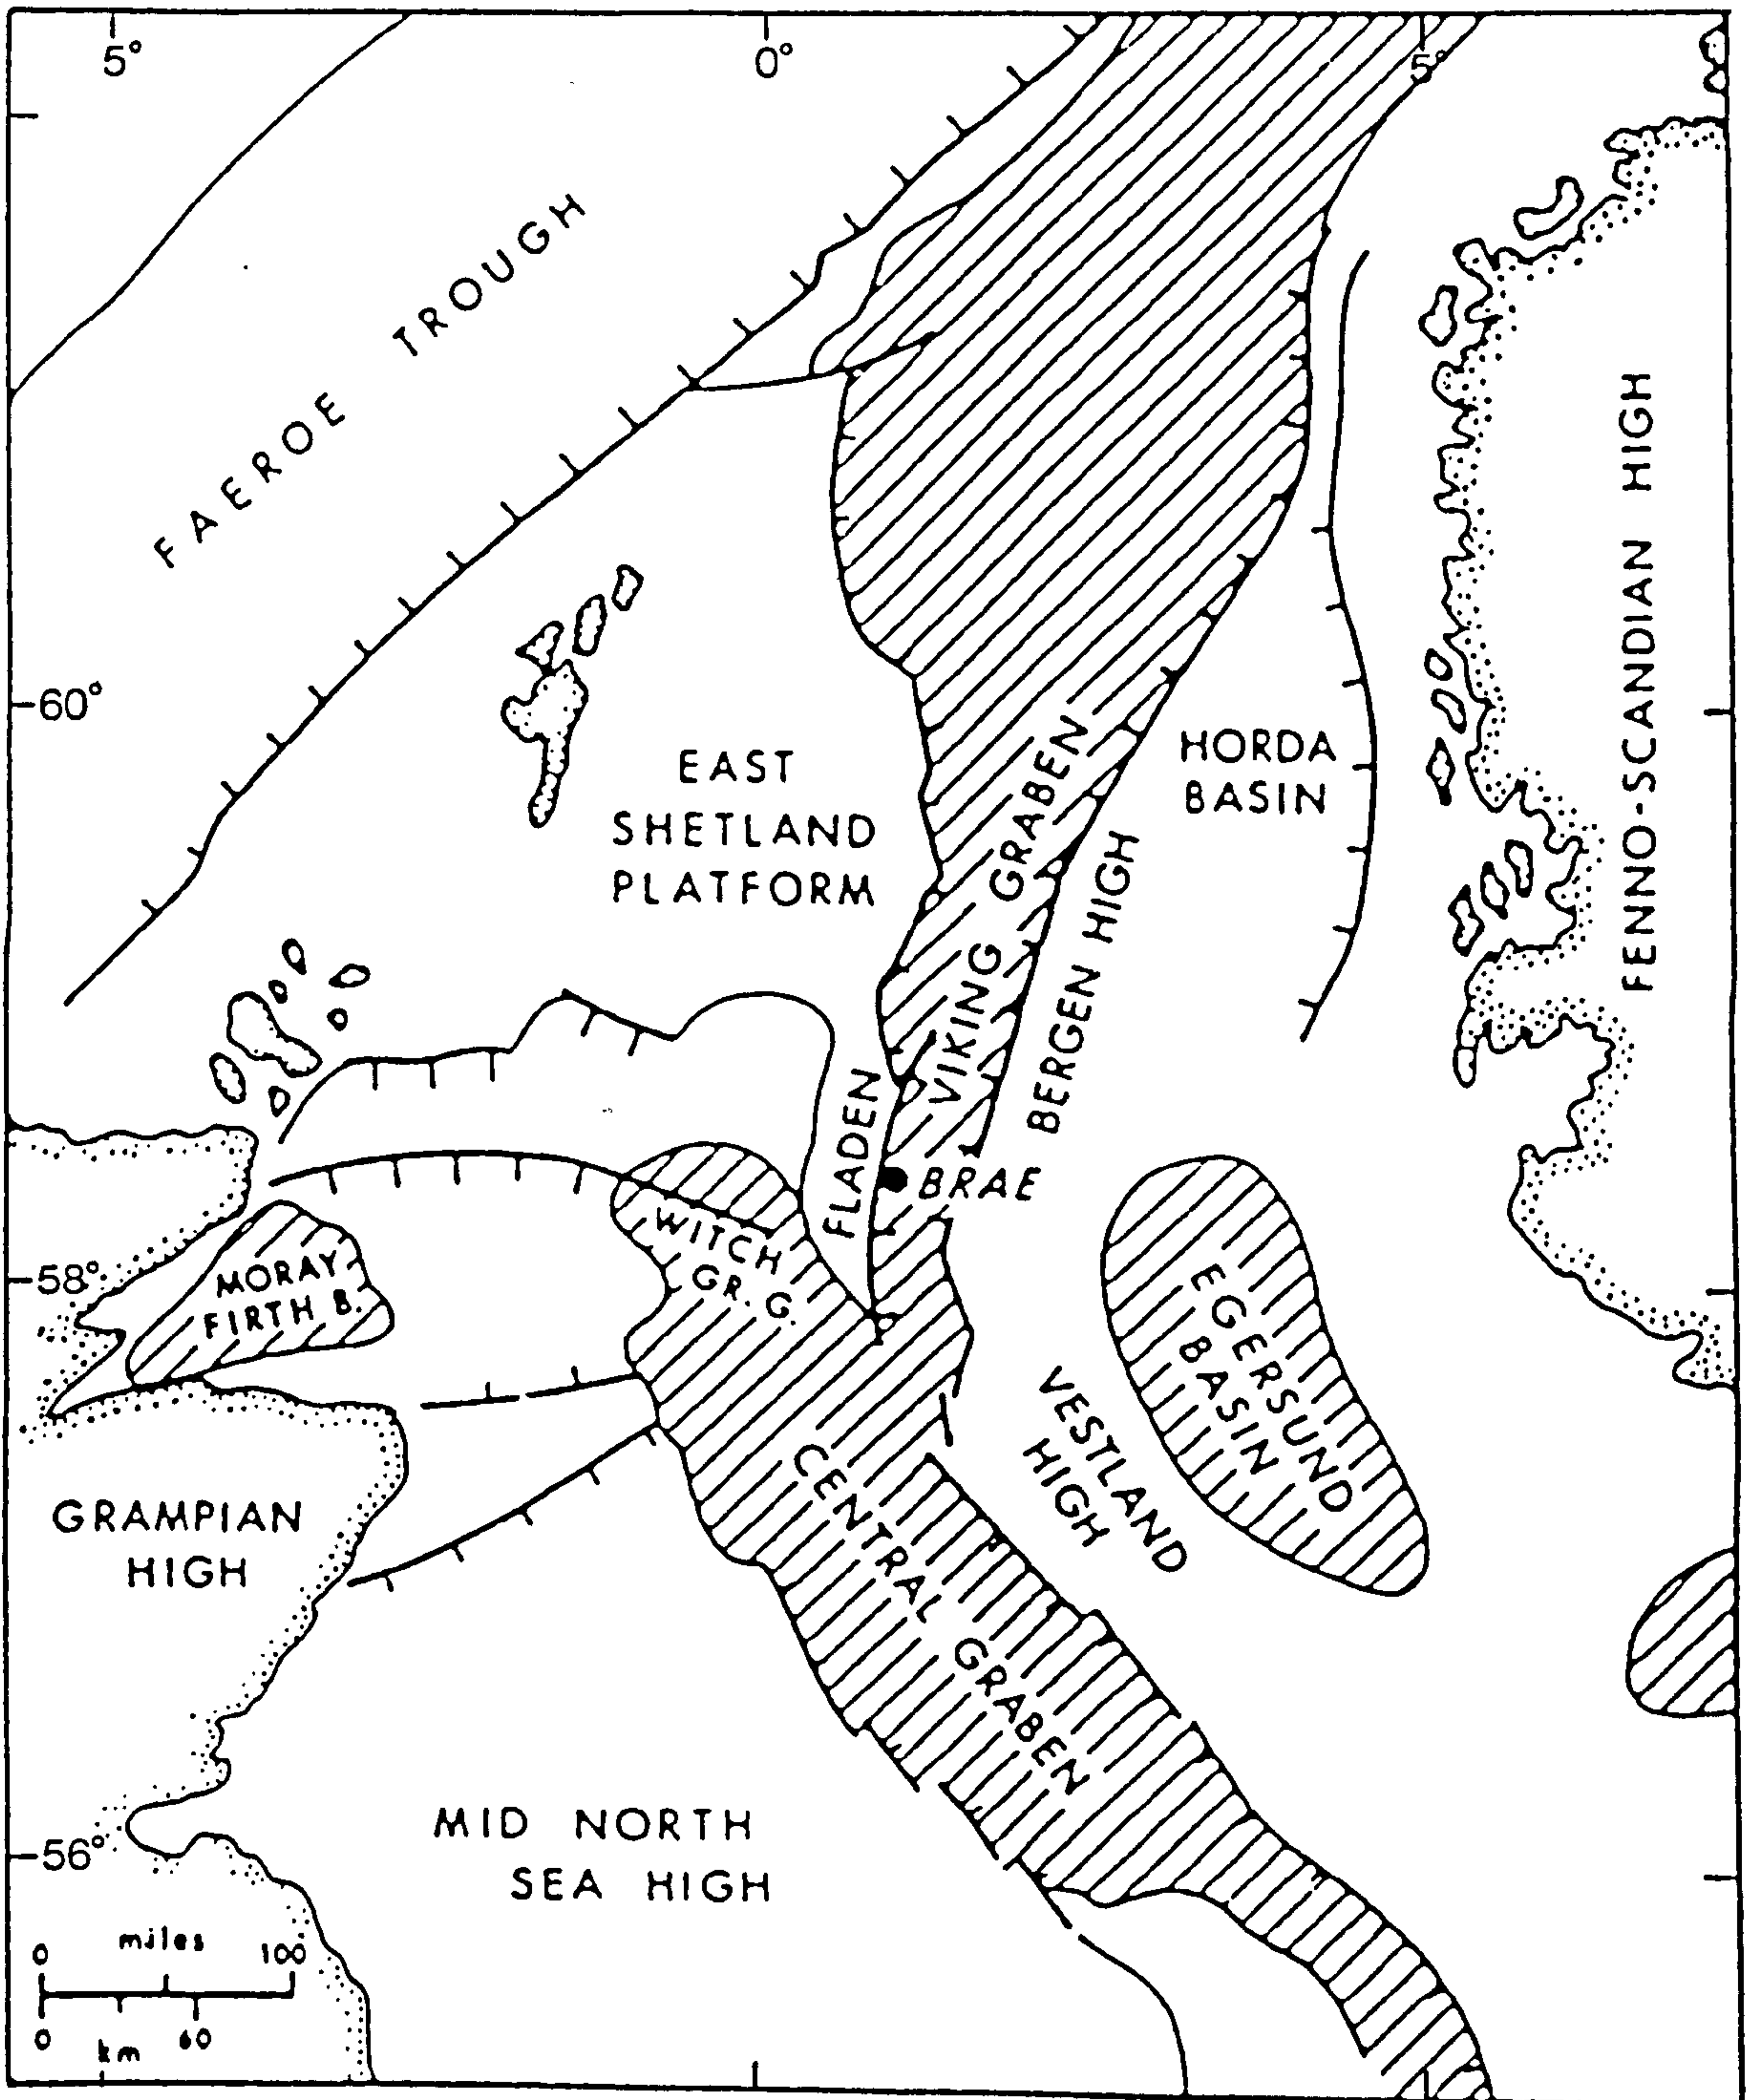 5°
0°
5°
FAEROE TROUGH
FENNO-SCANDIAN HIGH
60°
EAST
SHETLAND
PLATFORM
VIKING GRABEN
HORDA
BASIN
BERGEN HIGH
FLADEN
BRAE
WITCH
GR. G.
58°
MORAY
FIRTH B.
EGERSUND
BASIN
VESTLAND
HIGH
CENTRAL GRABEN
GRAMPIAN
HIGH
MID NORTH
SEA HIGH
56°
miles
0 100
0 60
km